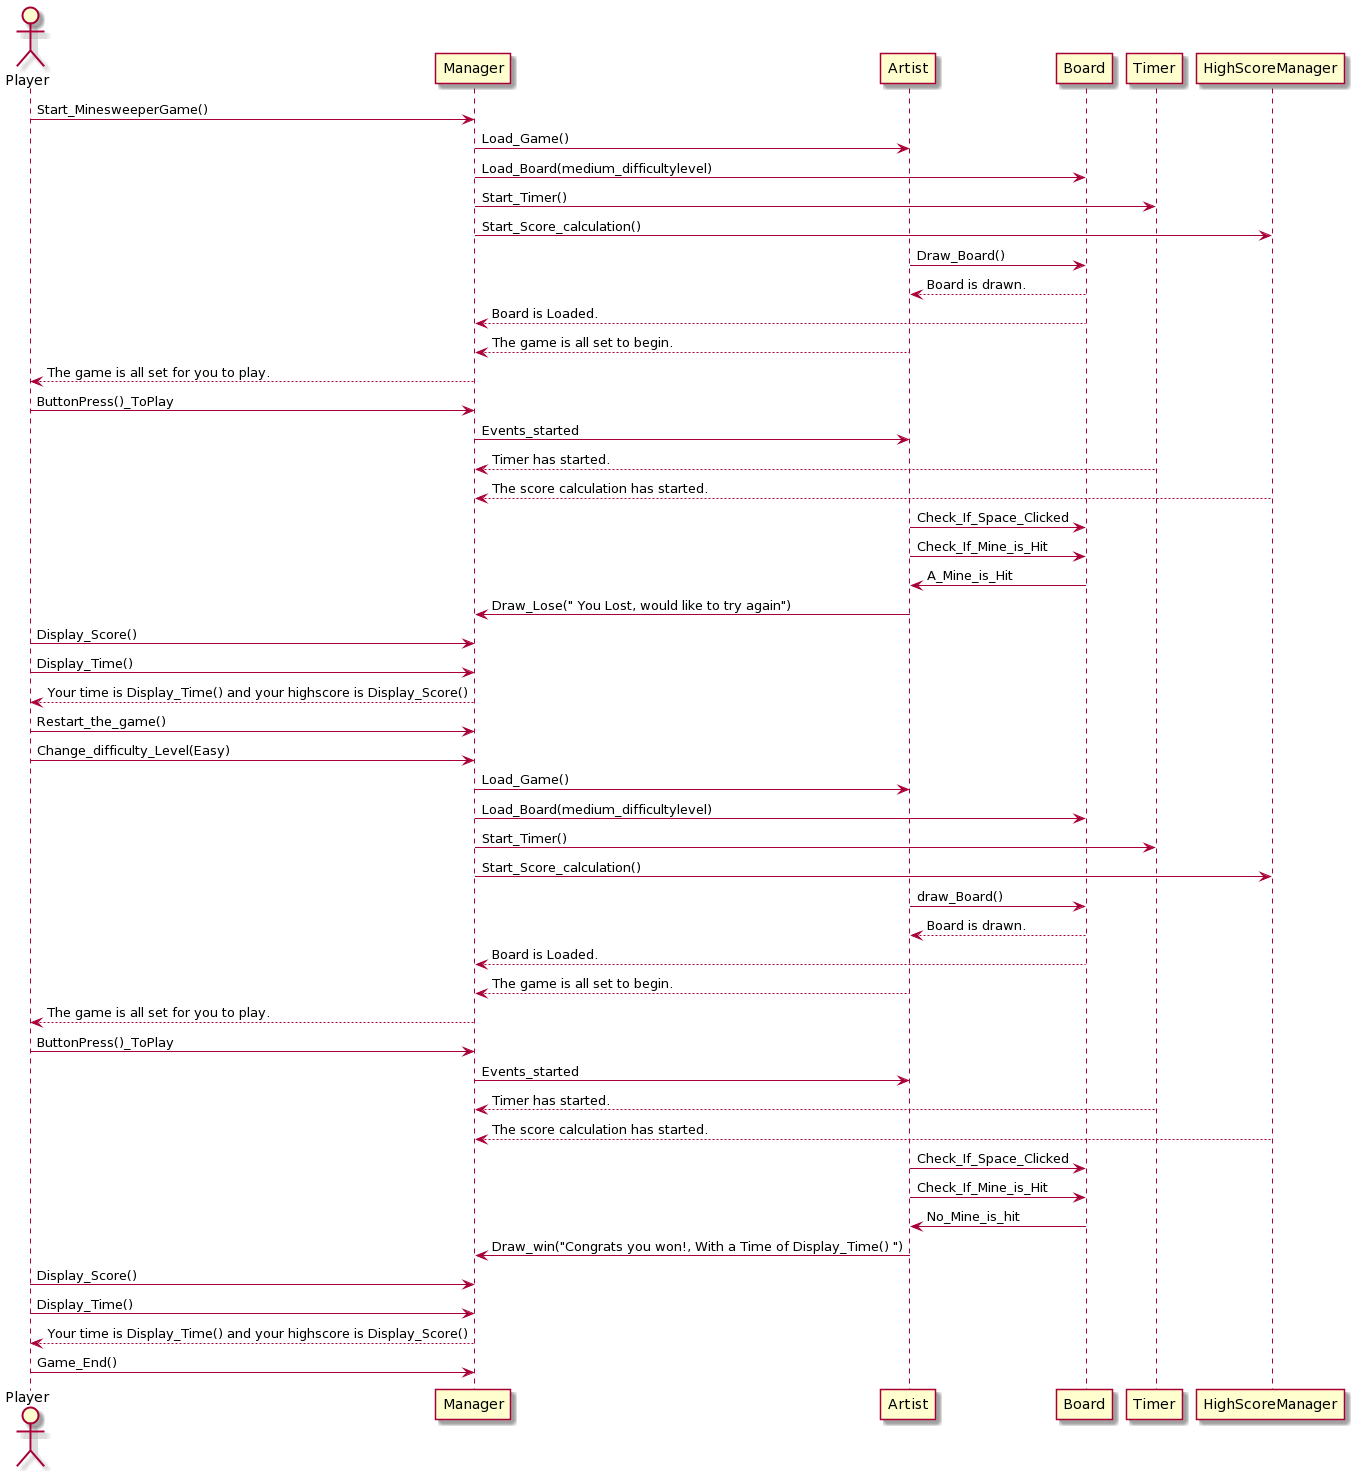 Player
Manager
Artist
Board
Timer
HighScoreManager
Start_MinesweeperGame()
Load_Game()
Load_Board(medium_difficultylevel)
Start_Timer()
Start_Score_calculation()
Draw_Board()
Board is drawn.
Board is Loaded.
The game is all set to begin.
The game is all set for you to play.
ButtonPress()_ToPlay
Events_started
Timer has started.
The score calculation has started.
Check_If_Space_Clicked
Check_If_Mine_is_Hit
A_Mine_is_Hit
Draw_Lose(" You Lost, would like to try again")
Display_Score()
Display_Time()
Your time is Display_Time() and your highscore is Display_Score()
Restart_the_game()
Change_difficulty_Level(Easy)
Load_Game()
Load_Board(medium_difficultylevel)
Start_Timer()
Start_Score_calculation()
draw_Board()
Board is drawn.
Board is Loaded.
The game is all set to begin.
The game is all set for you to play.
ButtonPress()_ToPlay
Events_started
Timer has started.
The score calculation has started.
Check_If_Space_Clicked
Check_If_Mine_is_Hit
No_Mine_is_hit
Draw_win("Congrats you won!, With a Time of Display_Time() ")
Display_Score()
Display_Time()
Your time is Display_Time() and your highscore is Display_Score()
Game_End()
Player
Manager
Artist
Board
Timer
HighScoreManager